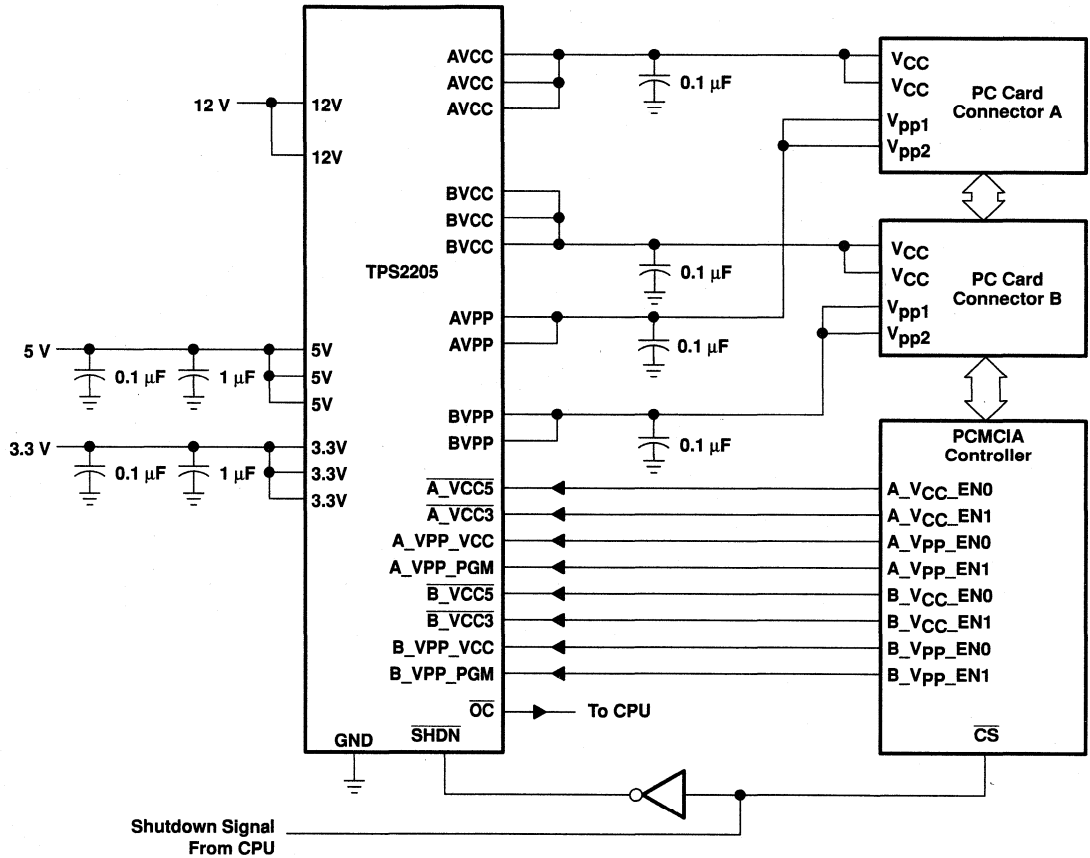 AVCC
AVCC
AVCC
0.1 µF
VCC
VCC
Vpp1
Vpp2
PC Card
Connector A
12 V
12V
12V
BVCC
BVCC
BVCC
0.1 µF
TPS2205
VCC
VCC
Vpp1
Vpp2
PC Card
Connector B
AVPP
AVPP
0.1 µF
5 V
0.1 µF
1 µF
5V
5V
5V
BVPP
BVPP
0.1 µF
3.3 V
0.1 µF
1 µF
3.3V
3.3V
3.3V
PCMCIA
Controller
A_VCC5
A_VCC3
A_VPP_VCC
A_VPP_PGM
B_VCC5
B_VCC3
B_VPP_VCC
B_VPP_PGM
A_VCC_EN0
A_VCC_EN1
A_VPP_EN0
A_VPP_EN1
B_VCC_EN0
B_VCC_EN1
B_VPP_EN0
B_VPP_EN1
OC
To CPU
GND
SHDN
CS
Shutdown Signal
From CPU